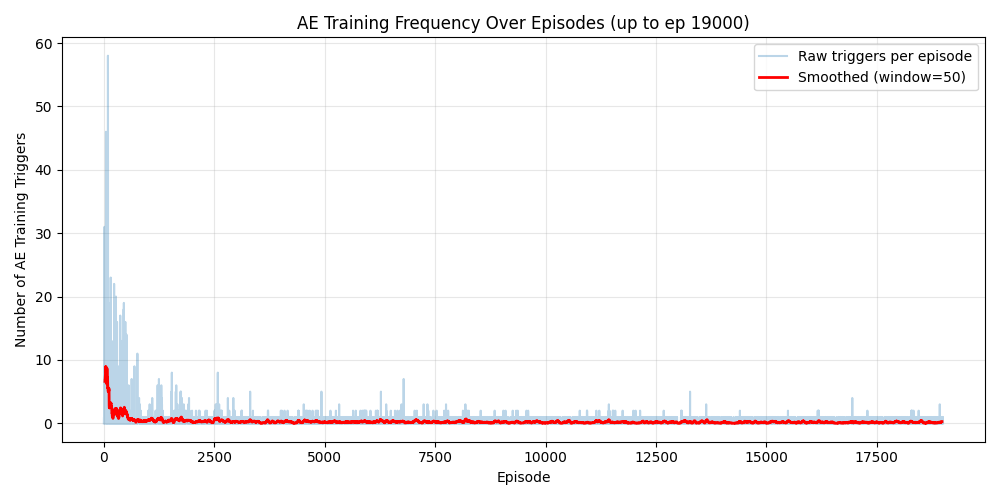 AE Training Frequency Over Episodes (up to ep 19000)
Raw triggers per episode
Smoothed (window=50)
Number of AE Training Triggers
60
50
40
30
20
10
0
0 2500 5000 7500 10000 12500 15000 17500
Episode